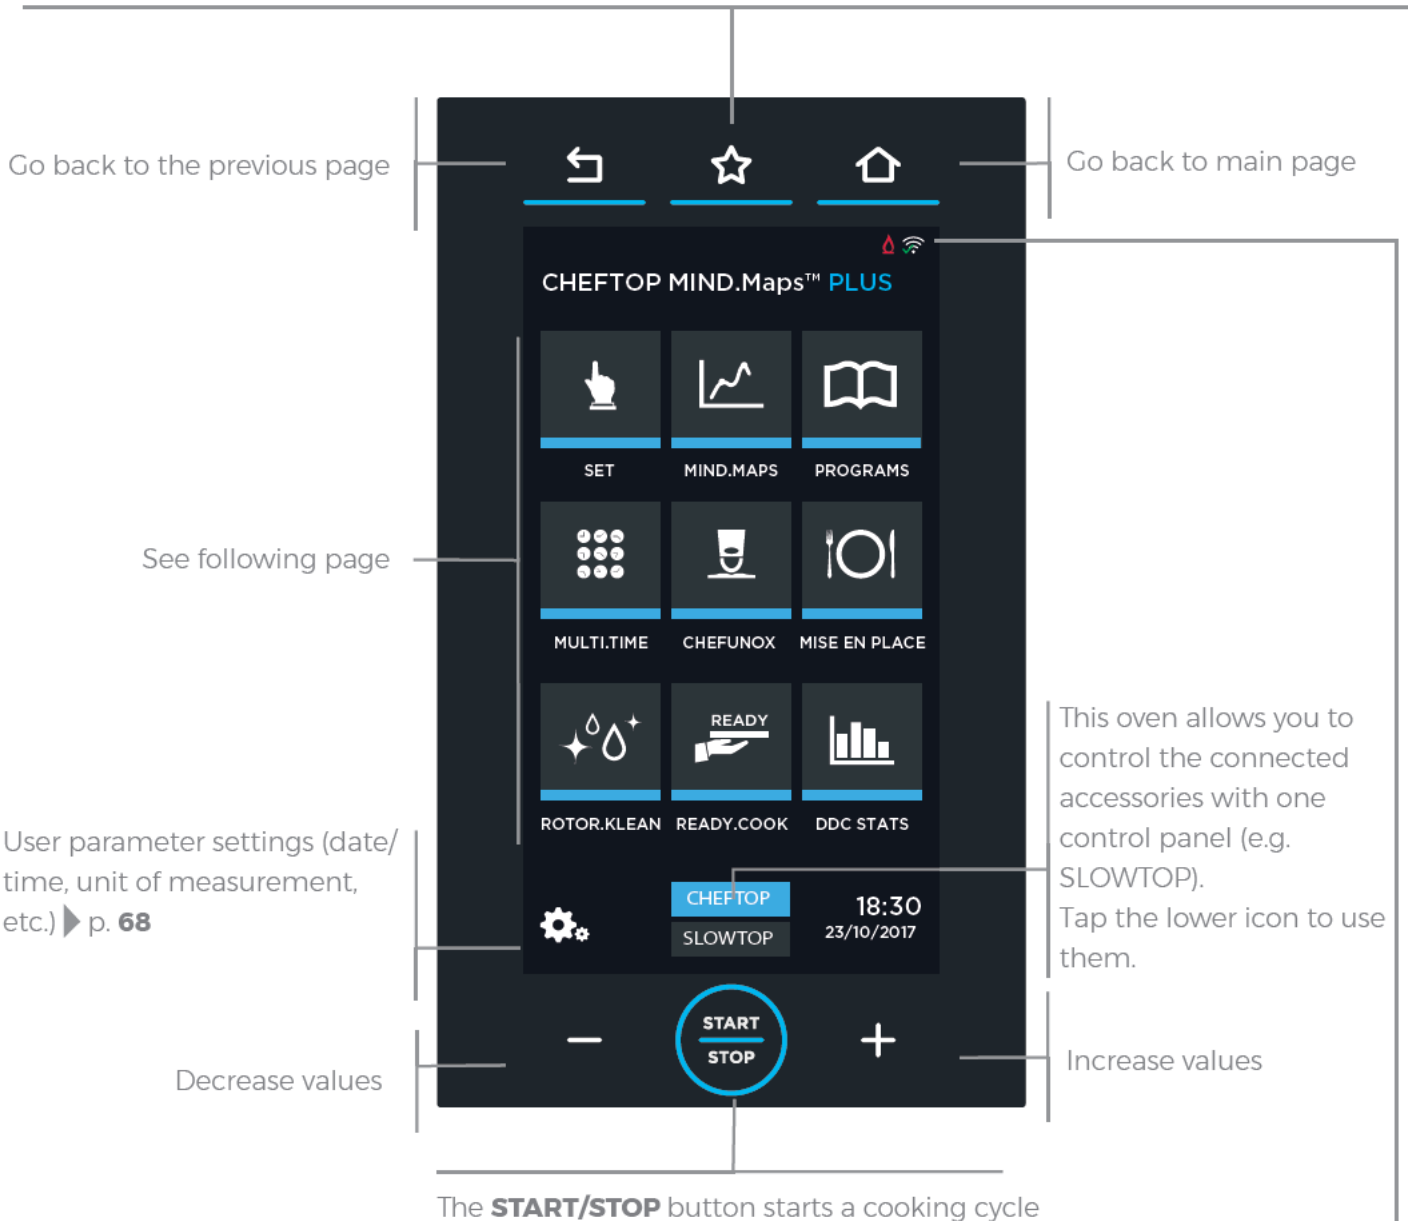 Go back to the previous page
Go back to main page
CHEFTOP MIND.Maps™ PLUS
SET
MIND.MAPS
PROGRAMS
See following page
MULTI.TIME
CHEFUNOX
MISE EN PLACE
READY
ROTOR.KLEAN
READY.COOK
DDC STATS
This oven allows you to
control the connected
accessories with one
control panel (e.g.
SLOWTOP).
Tap the lower icon to use
them.
User parameter settings (date/
time, unit of measurement,
etc.) p. 68
CHEFTOP
SLOWTOP
18:30
23/10/2017
START
STOP
Decrease values
Increase values
The START/STOP button starts a cooking cycle